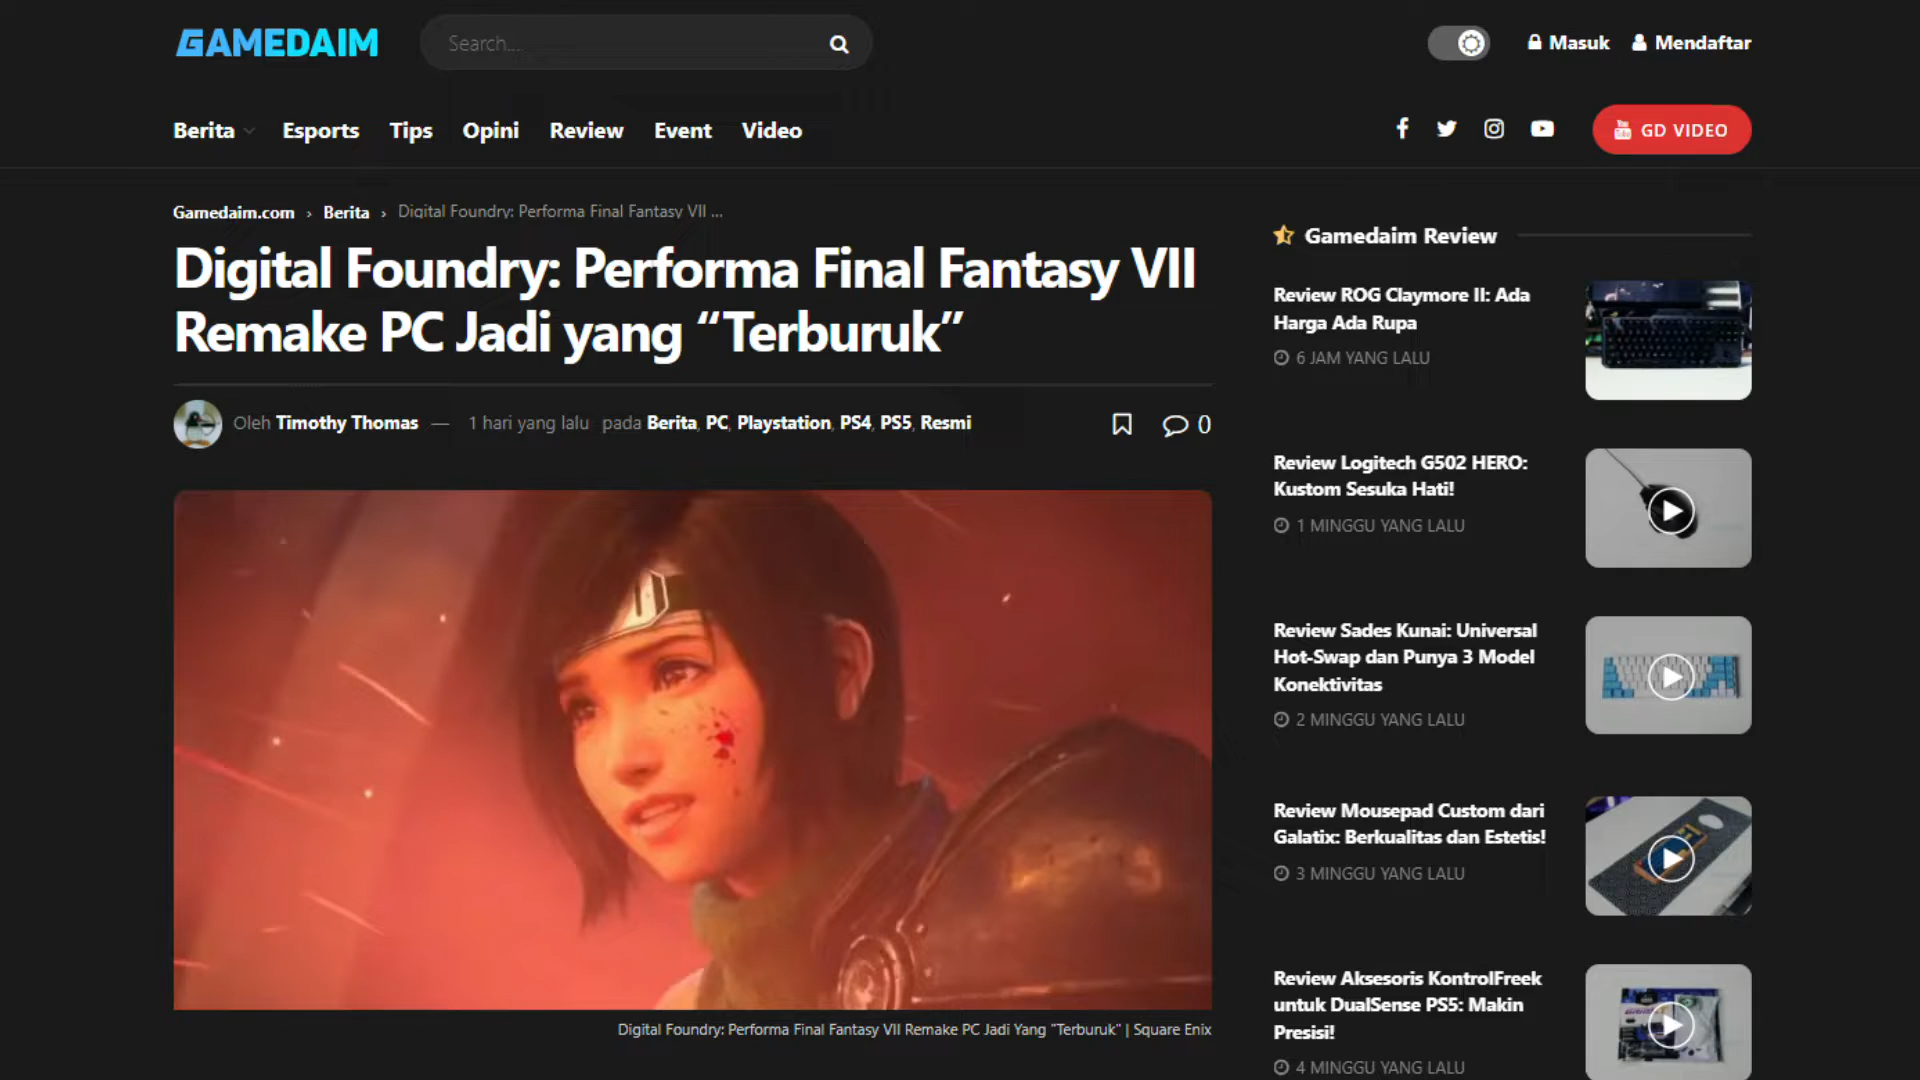 GAMEDAIM
Search...
Masuk
Mendaftar
Berita
Esports
Tips
Opini
Review
Event
Video
GD VIDEO
Gamedaim.com › Berita › Digital Foundry: Performa Final Fantasy VII ...
Digital Foundry: Performa Final Fantasy VII
Remake PC Jadi yang “Terburuk”
Oleh Timothy Thomas — 1 hari yang lalu pada Berita, PC, Playstation, PS4, PS5, Resmi
0
Digital Foundry: Performa Final Fantasy VII Remake PC Jadi Yang "Terburuk" | Square Enix
Gamedaim Review
Review ROG Claymore II: Ada
Harga Ada Rupa
6 JAM YANG LALU
Review Logitech G502 HERO:
Kustom Sesuka Hati!
1 MINGGU YANG LALU
Review Sades Kunai: Universal
Hot-Swap dan Punya 3 Model
Konektivitas
2 MINGGU YANG LALU
Review Mousepad Custom dari
Galatix: Berkualitas dan Estetis!
3 MINGGU YANG LALU
Review Aksesoris KontrolFreek
untuk DualSense PS5: Makin
Presisi!
4 MINGGU YANG LALU